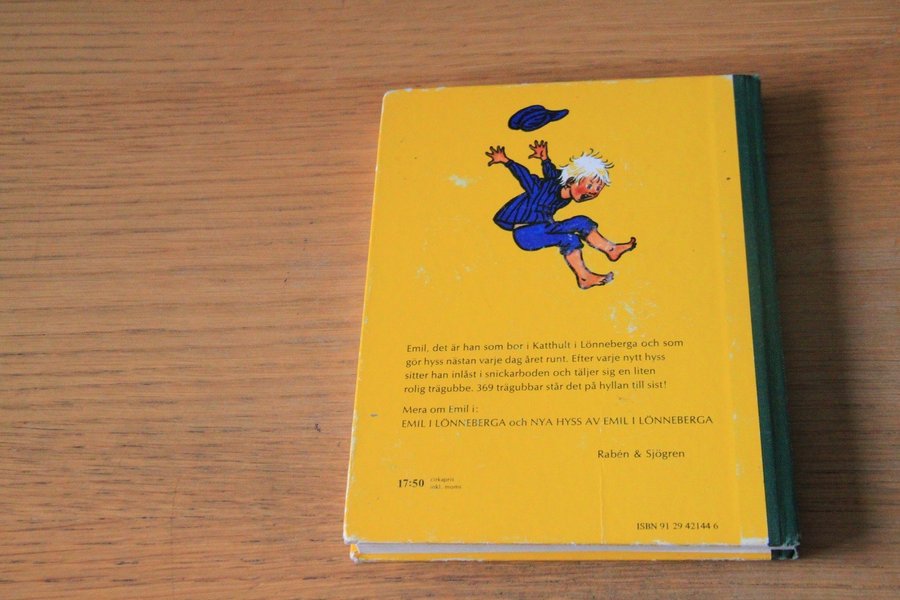 Emil, det är han som bor i Katthult i Lönneberga och som
gör hyss nästan varje dag året runt. Efter varje nytt hyss
sitter han inlåst i snickarboden och täljer sig en liten
rolig trägubbe. 369 trägubbar står det på hyllan till sist!
Mera om Emil i:
EMIL I LÖNNEBERGA och NYA HYSS AV EMIL I LÖNNEBERGA
Rabén & Sjögren
17:50 cirkapris
inkl. moms
ISBN 91 29 42144 6